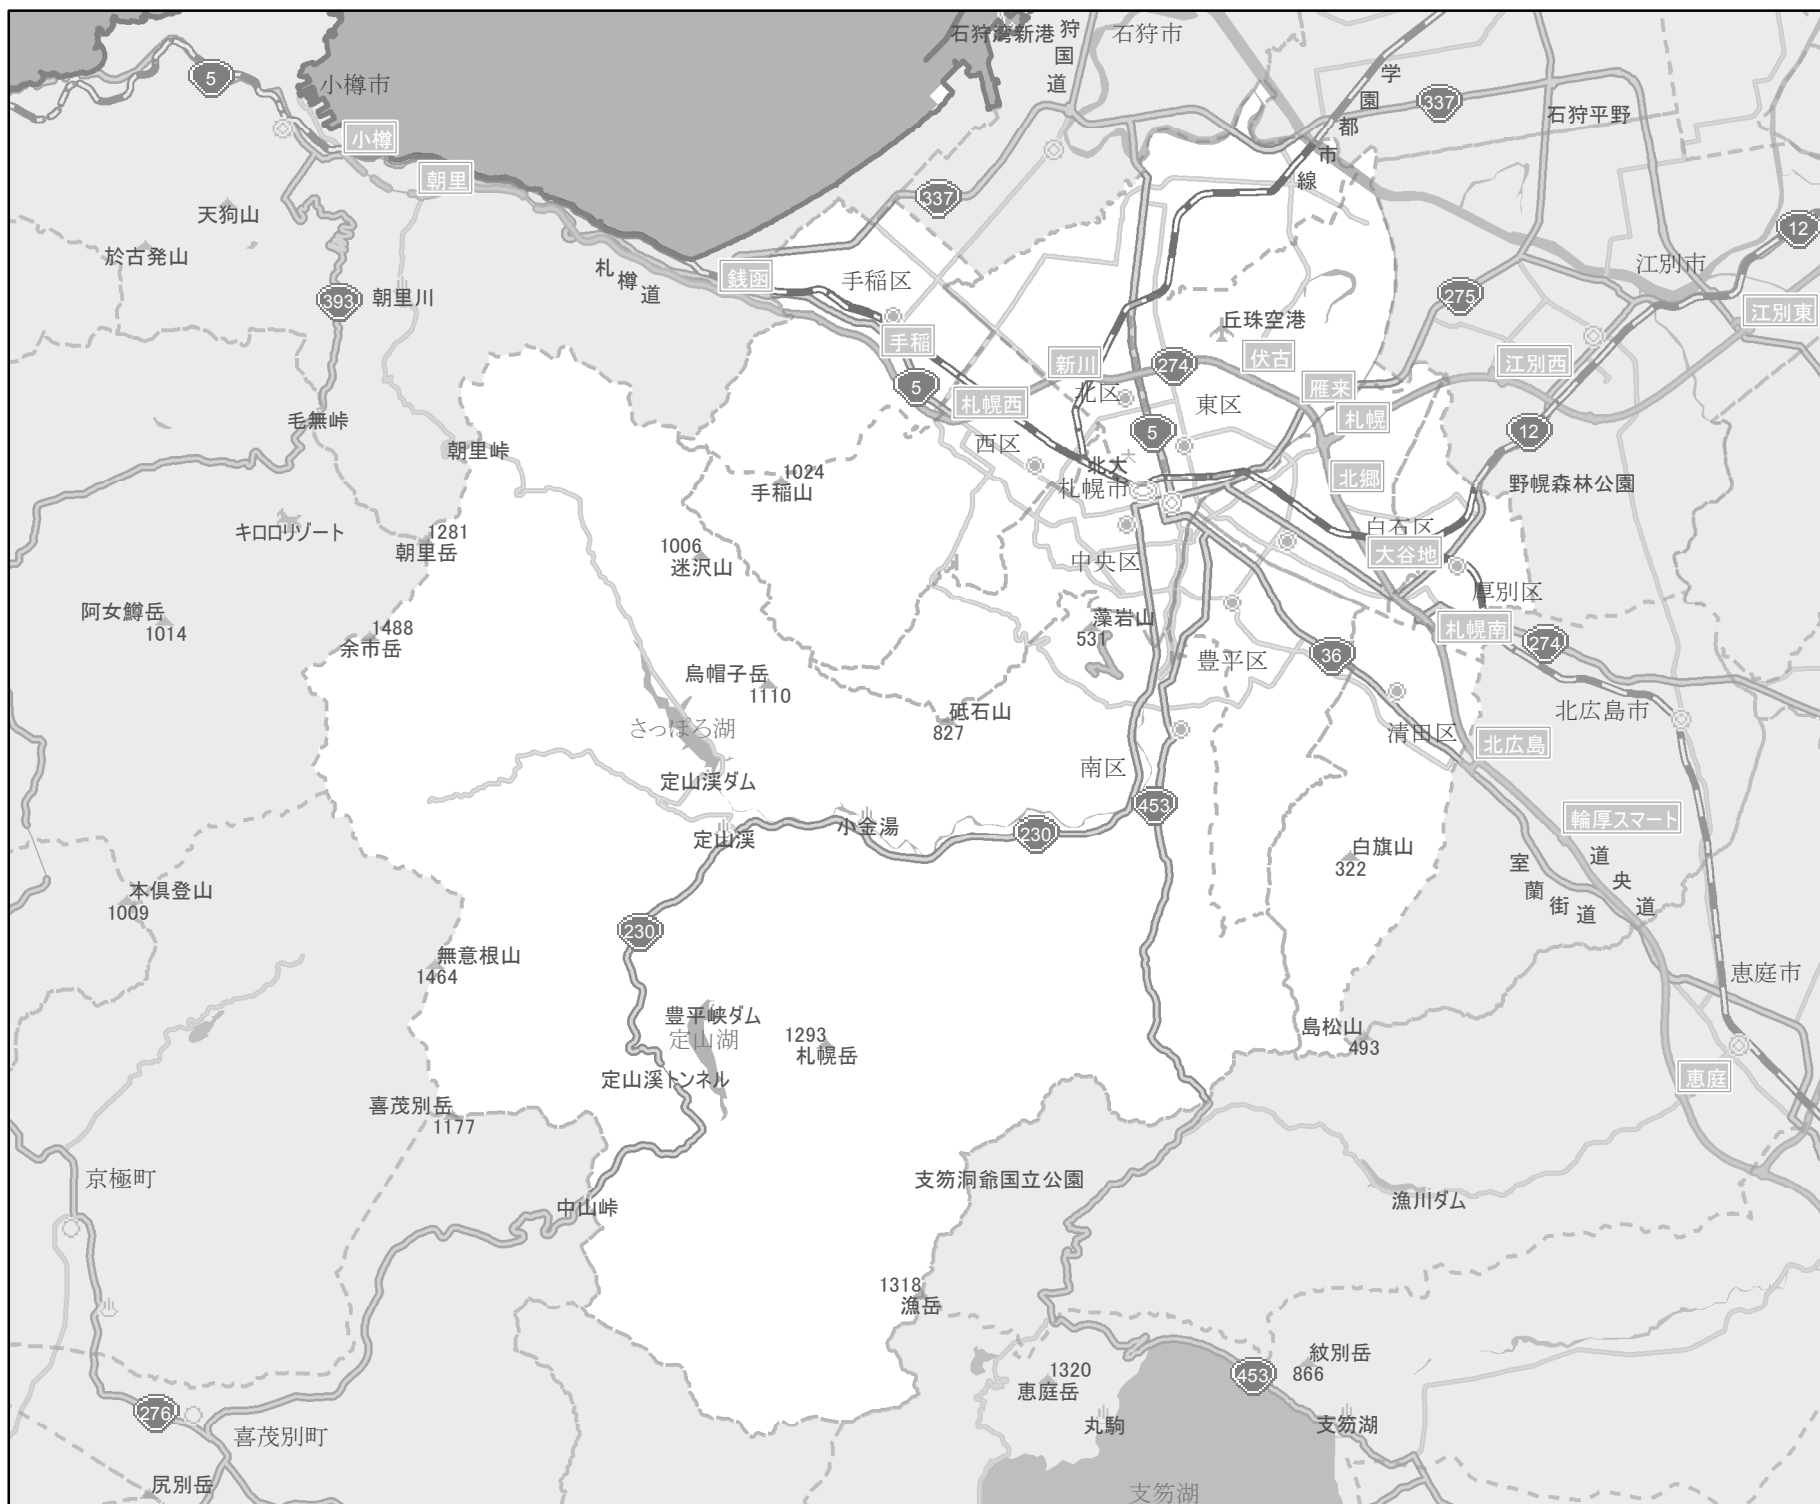 石狩湾新港
狩国道
石狩市
5
小樽市
学園都市線
337
石狩平野
小樽
朝里
337
天狗山
12
於古発山
札樽道
銭函
手稲区
江別市
393
朝里川
275
江別東
丘珠空港
手稲
新川
274
伏古
江別西
5
札幌西
北区
東区
雁来
札幌
毛無峠
朝里峠
西区
5
12
1024
手稲山
北大
札幌市
北郷
野幌森林公園
キロロリゾート
1281
朝里岳
1006
迷沢山
中央区
白石区
大谷地
厚別区
阿女鱒岳
1014
1488
余市岳
藻岩山
531
札幌南
274
豊平区
36
烏帽子岳
1110
さっぽろ湖
砥石山
827
北広島市
清田区
北広島
定山渓ダム
南区
453
輪厚スマート
定山渓
小金湯
230
白旗山
322
室蘭街道
道央道
本倶登山
1009
230
無意根山
1464
恵庭市
豊平峡ダム
定山湖
1293
札幌岳
島松山
493
定山渓トンネル
恵庭
喜茂別岳
1177
京極町
支笏洞爺国立公園
漁川ダム
中山峠
1318
漁岳
1320
恵庭岳
453
紋別岳
866
276
丸駒
支笏湖
喜茂別町
尻別岳
支笏湖